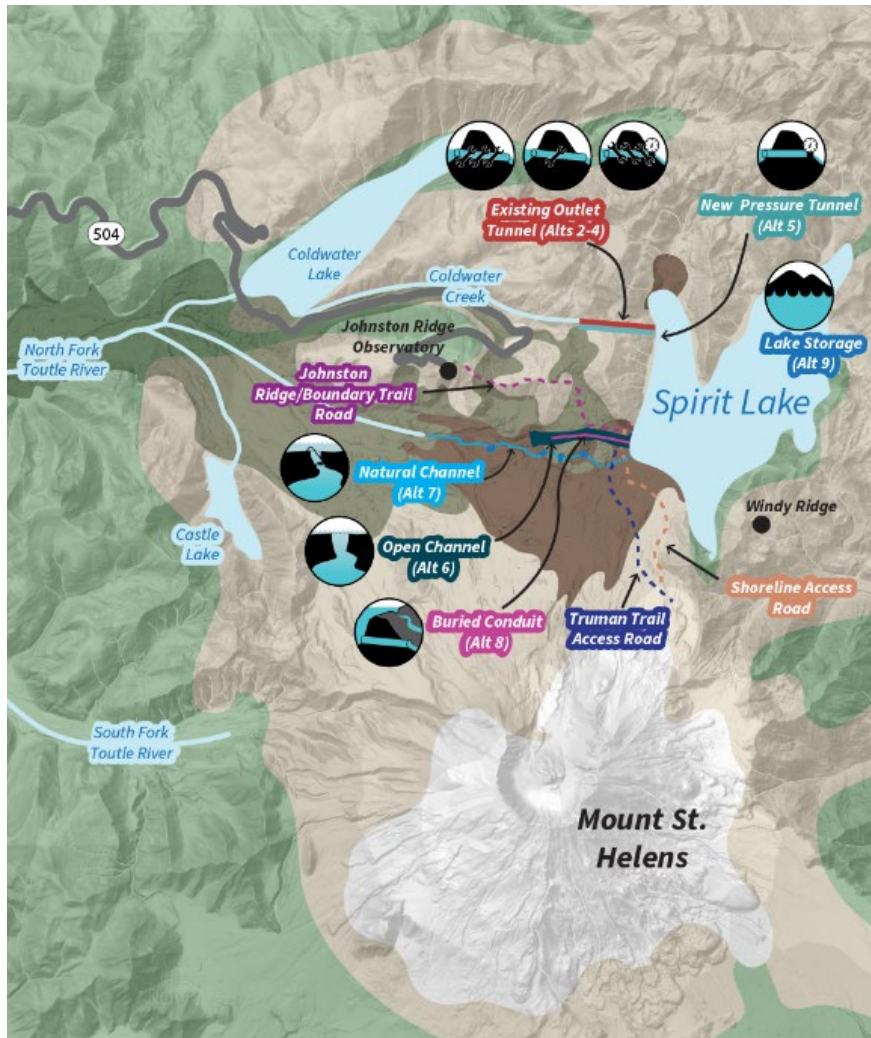 Existing Outlet
Tunnel (Alts 2-4)
New Pressure Tunnel
(Alt 5)
504
Coldwater
Lake
Coldwater
Creek
Johnston Ridge
Observatory
Lake Storage
(Alt 9)
North Fork
Toutle River
Johnston
Ridge/Boundary Trail
Road
Spirit Lake
Natural Channel
(Alt 7)
Windy Ridge
Castle
Lake
Open Channel
(Alt 6)
Shoreline Access
Road
Buried Conduit
(Alt 8)
Truman Trail
Access Road
South Fork
Toutle River
Mount St.
Helens